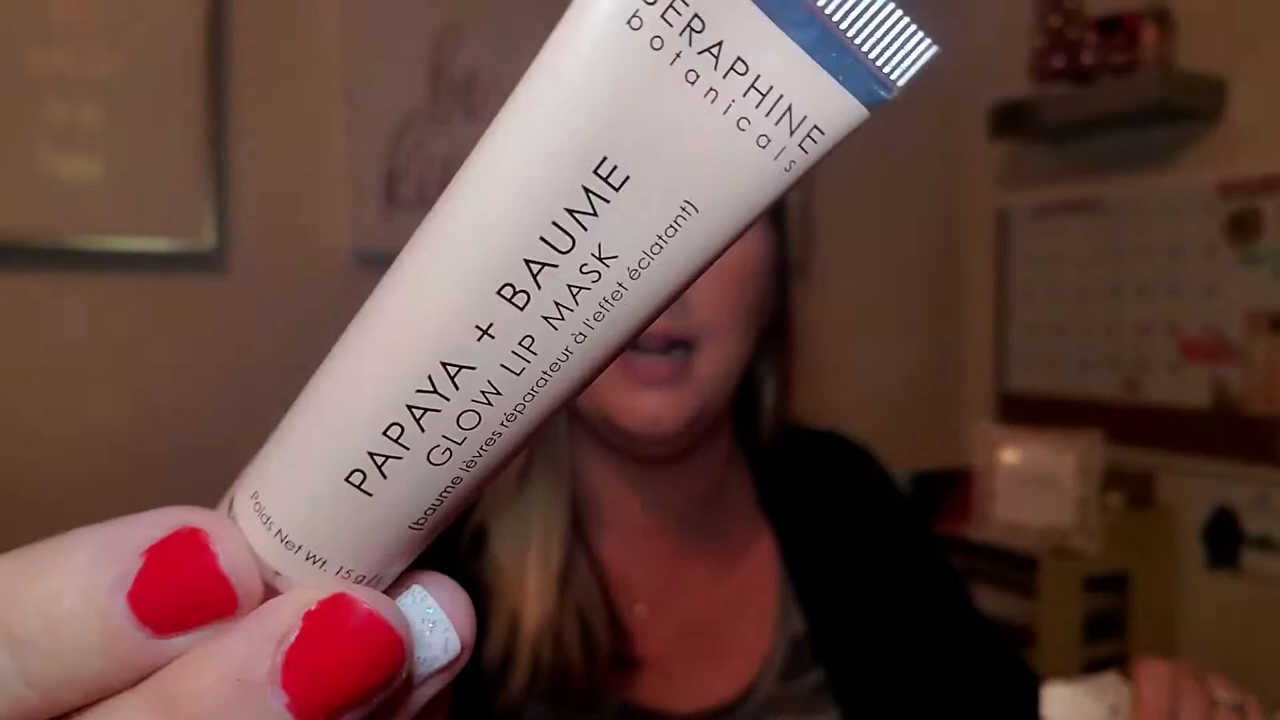 SERAPHINE
botanicals
PAPAYA + BAUME
GLOW LIP MASK
(baume lèvres réparateur à l'effet éclatant)
Poids Net Wt. 15g/